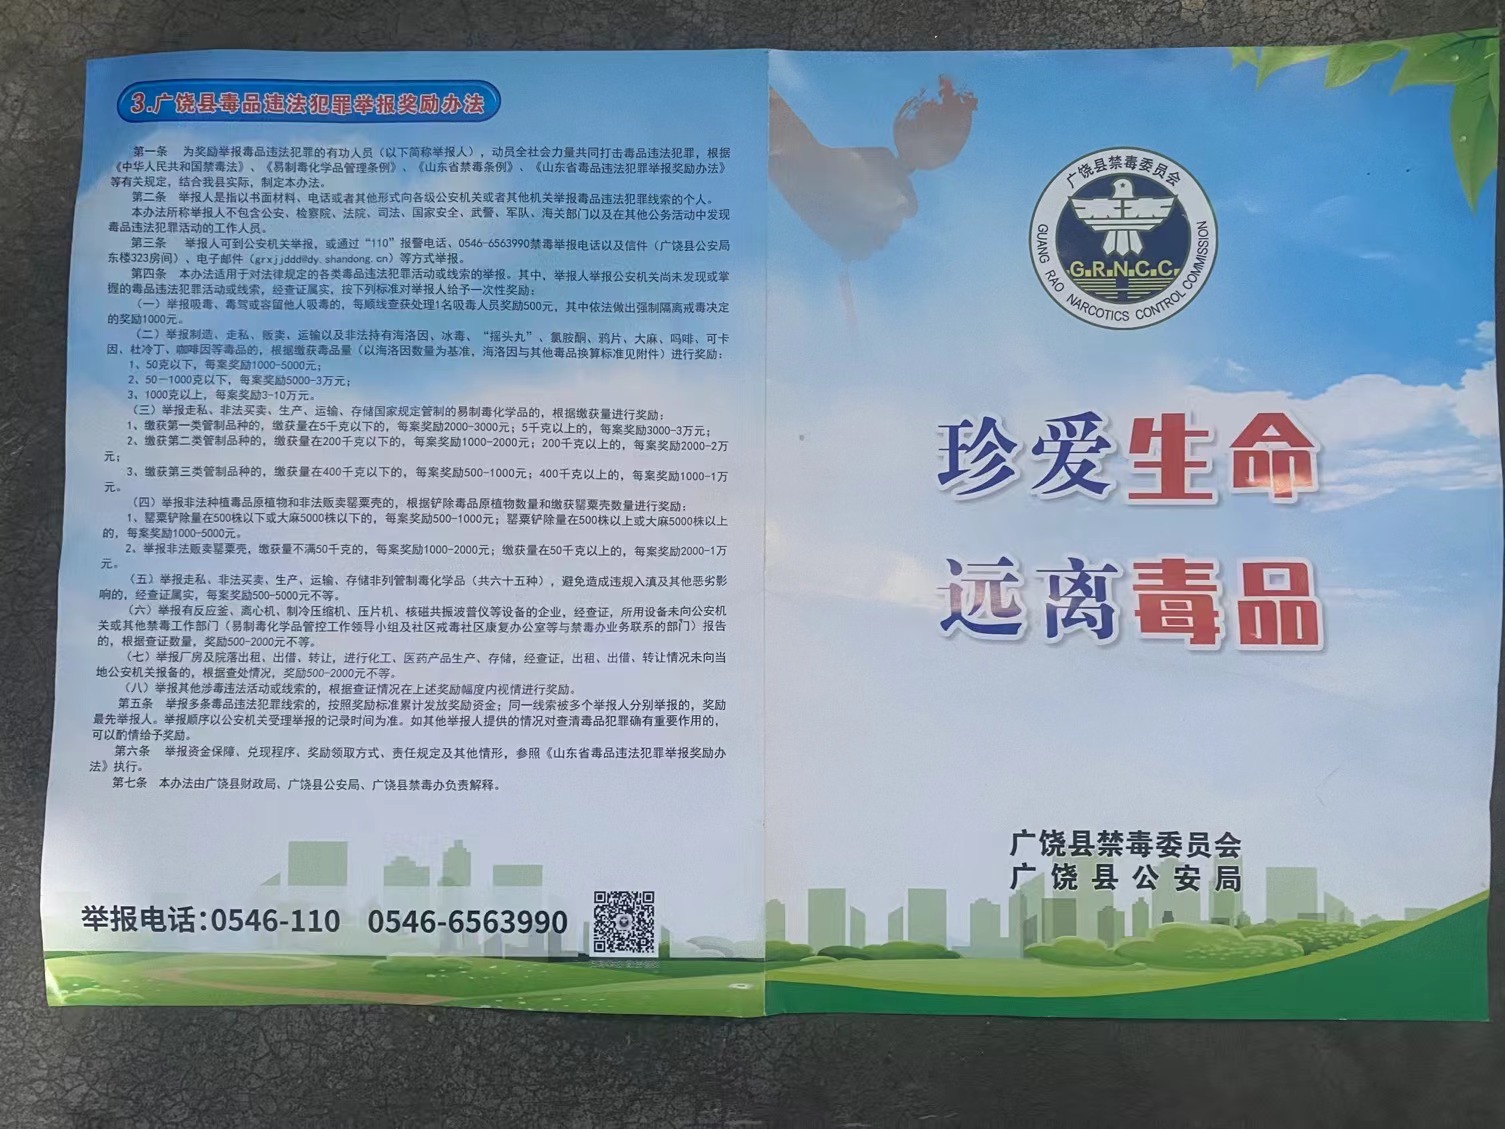 3.广饶县毒品违法犯罪举报奖励办法
第一条 为奖励举报毒品违法犯罪的有功人员（以下简称举报人），动员全社会力量共同打击毒品违法犯罪，根据
《中华人民共和国禁毒法》、《易制毒化学品管理条例》、《山东省禁毒条例》、《山东省毒品违法犯罪举报奖励办法》
等有关规定，结合我县实际，制定本办法。
第二条 举报人是指以书面材料、电话或者其他形式向各级公安机关或者其他机关举报毒品违法犯罪线索的个人。
本办法所称举报人不包含公安、检察院、法院、司法、国家安全、武警、军队、海关部门以及在其他公务活动中发现
毒品违法犯罪活动的工作人员。
第三条 举报人可到公安机关举报，或通过“110”报警电话、0546-6563990禁毒举报电话以及信件（广饶县公安局
东楼323房间）、电子邮件（grxjjddd@dy.shandong.cn）等方式举报。
第四条 本办法适用于对法律规定的各类毒品违法犯罪活动或线索的举报。其中，举报人举报公安机关尚未发现或掌
握的毒品违法犯罪活动或线索，经查证属实，按下列标准对举报人给予一次性奖励：
（一）举报吸毒、毒驾或容留他人吸毒的，每顺线查获处理1名吸毒人员奖励500元，其中依法做出强制隔离戒毒决定
的奖励1000元。
（二）举报制造、走私、贩卖、运输以及非法持有海洛因、冰毒、“摇头丸”、氯胺酮、鸦片、大麻、吗啡、可卡
因、杜冷丁、咖啡因等毒品的，根据缴获毒品量（以海洛因数量为基准，海洛因与其他毒品换算标准见附件）进行奖励：
1、50克以下，每案奖励1000-5000元；
2、50－1000克以下，每案奖励5000-3万元；
3、1000克以上，每案奖励3-10万元。
（三）举报走私、非法买卖、生产、运输、存储国家规定管制的易制毒化学品的，根据缴获量进行奖励：
1、缴获第一类管制品种的，缴获量在5千克以下的，每案奖励2000-3000元；5千克以上的，每案奖励3000-3万元；
2、缴获第二类管制品种的，缴获量在200千克以下的，每案奖励1000-2000元；200千克以上的，每案奖励2000-2万
元；
3、缴获第三类管制品种的，缴获量在400千克以下的，每案奖励500-1000元；400千克以上的，每案奖励1000-1万
元。
（四）举报非法种植毒品原植物和非法贩卖罂粟壳的，根据铲除毒品原植物数量和缴获罂粟壳数量进行奖励：
1、罂粟铲除量在500株以下或大麻5000株以下的，每案奖励500-1000元；罂粟铲除量在500株以上或大麻5000株以上
的，每案奖励1000-5000元。
2、举报非法贩卖罂粟壳，缴获量不满50千克的，每案奖励1000-2000元；缴获量在50千克以上的，每案奖励2000-1万
元。
（五）举报走私、非法买卖、生产、运输、存储非列管制毒化学品（共六十五种），避免造成违规入滇及其他恶劣影
响的，经查证属实，每案奖励500-5000元不等。
（六）举报有反应釜、离心机、制冷压缩机、压片机、核磁共振波普仪等设备的企业，经查证，所用设备未向公安机
关或其他禁毒工作部门（易制毒化学品管控工作领导小组及社区戒毒社区康复办公室等与禁毒办业务联系的部门）报告
的，根据查证数量，奖励500-2000元不等。
（七）举报厂房及院落出租、出借、转让，进行化工、医药产品生产、存储，经查证，出租、出借、转让情况未向当
地公安机关报备的，根据查处情况，奖励500-2000元不等。
（八）举报其他涉毒违法活动或线索的，根据查证情况在上述奖励幅度内视情进行奖励。
第五条 举报多条毒品违法犯罪线索的，按照奖励标准累计发放奖励资金；同一线索被多个举报人分别举报的，奖励
最先举报人。举报顺序以公安机关受理举报的记录时间为准。如其他举报人提供的情况对查清毒品犯罪确有重要作用的，
可以酌情给予奖励。
第六条 举报资金保障、兑现程序、奖励领取方式、责任规定及其他情形，参照《山东省毒品违法犯罪举报奖励办
法》执行。
第七条 本办法由广饶县财政局、广饶县公安局、广饶县禁毒办负责解释。
举报电话：0546-110 0546-6563990
广饶县禁毒委员会
G.R.N.C.C.
GUANG RAO NARCOTICS CONTROL COMMISSION
珍爱生命
远离毒品
广饶县禁毒委员会
广饶县公安局